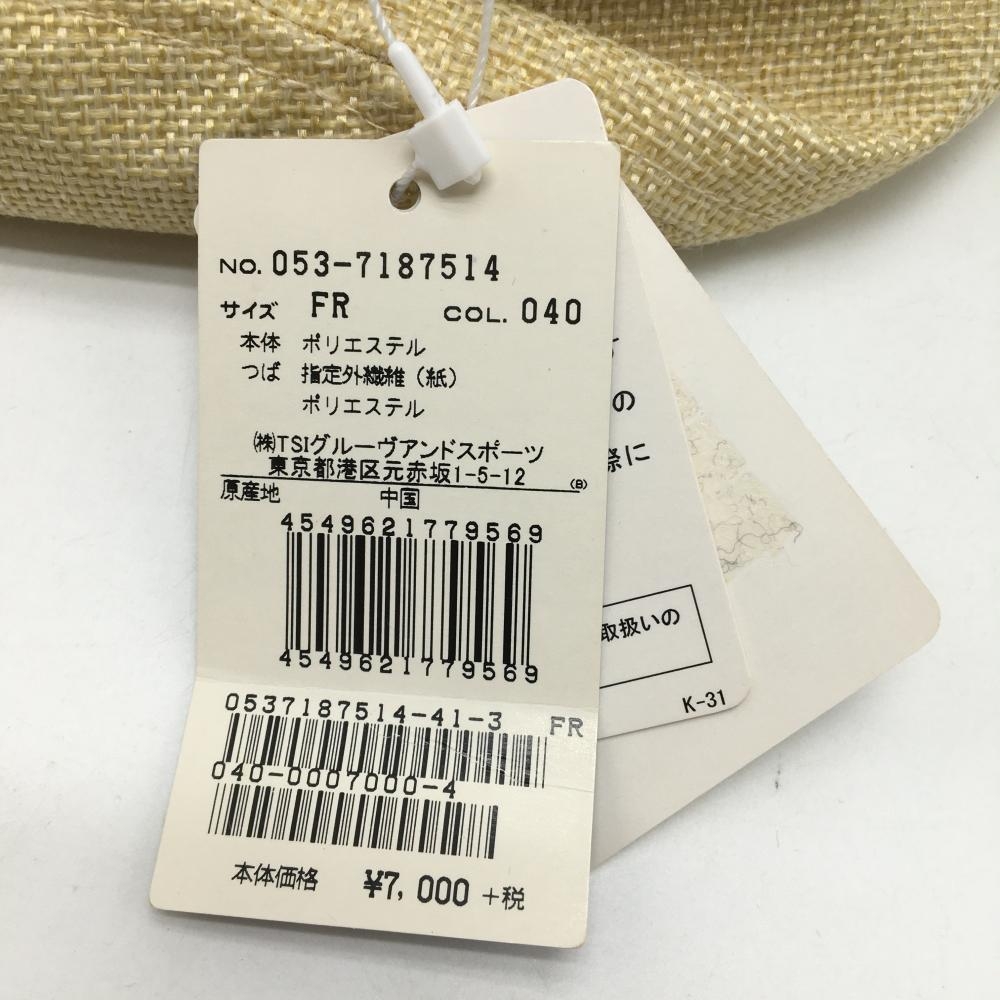 NO. 053-7187514
サイズ FR COL. 040
本体 ポリエステル
つば 指定外繊維（紙）
ポリエステル
㈱TSIグルーヴアンドスポーツ
東京都港区元赤坂1-5-12
(B)
原産地 中国
4549621779569
4549621779569
0537187514-41-3 FR
040-0007000-4
本体価格 ¥7,000 +税
の
際に
取扱いの
K-31